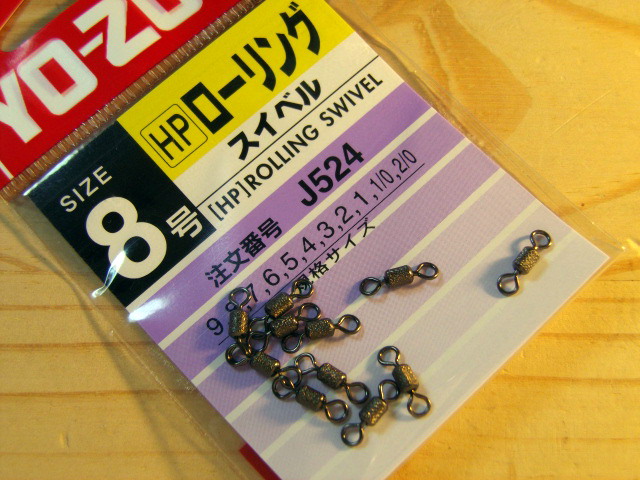 YO-ZU
HP ローリング
スイベル
[HP]ROLLING SWIVEL
SIZE
8号
注文番号 J524
9,8,7,6,5,4,3,2,1,1/0,2/0
格サイズ